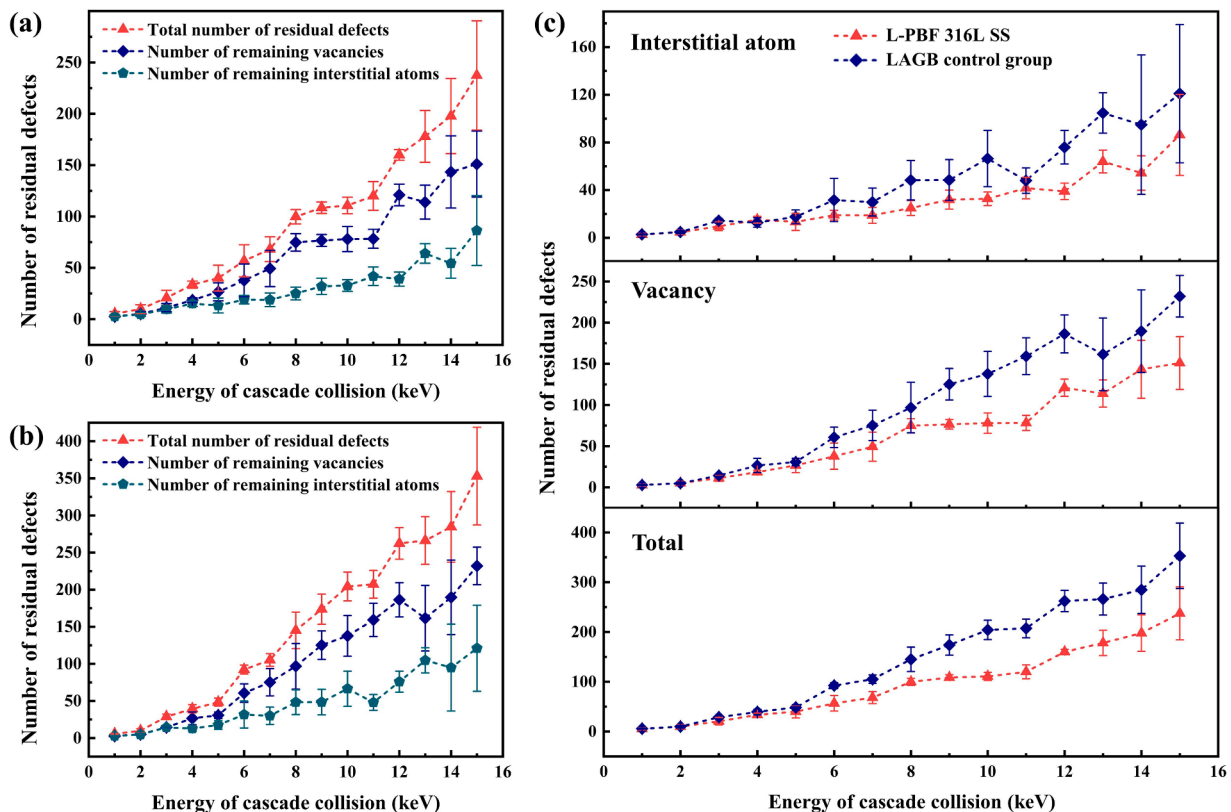 (a)
Total number of residual defects
Number of remaining vacancies
Number of remaining interstitial atoms
Number of residual defects
250
200
150
100
50
0
0 2 4 6 8 10 12 14 16
Energy of cascade collision (keV)
(b)
Total number of residual defects
Number of remaining vacancies
Number of remaining interstitial atoms
Number of residual defects
400
350
300
250
200
150
100
50
0
0 2 4 6 8 10 12 14 16
Energy of cascade collision (keV)
(c)
Interstitial atom
L-PBF 316L SS
LAGB control group
160
120
80
40
0
Vacancy
Number of residual defects
250
200
150
100
50
0
Total
400
300
200
100
0
0 2 4 6 8 10 12 14 16
Energy of cascade collision (keV)